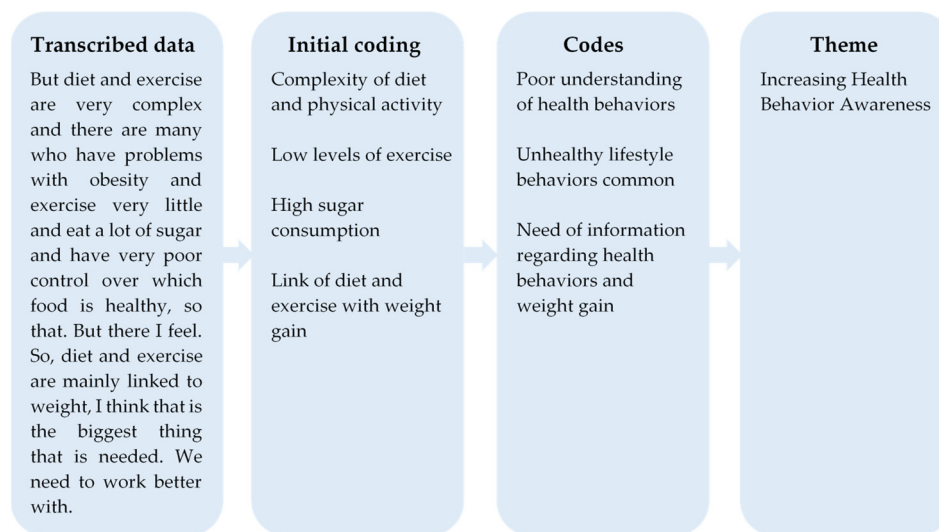 Transcribed data
But diet and exercise
are very complex
and there are many
who have problems
with obesity and
exercise very little
and eat a lot of sugar
and have very poor
control over which
food is healthy, so
that. But there I feel.
So, diet and exercise
are mainly linked to
weight, I think that is
the biggest thing
that is needed. We
need to work better
with.
Initial coding
Complexity of diet
and physical activity
Low levels of exercise
High sugar
consumption
Link of diet and
exercise with weight
gain
Codes
Poor understanding
of health behaviors
Unhealthy lifestyle
behaviors common
Need of information
regarding health
behaviors and
weight gain
Theme
Increasing Health
Behavior Awareness